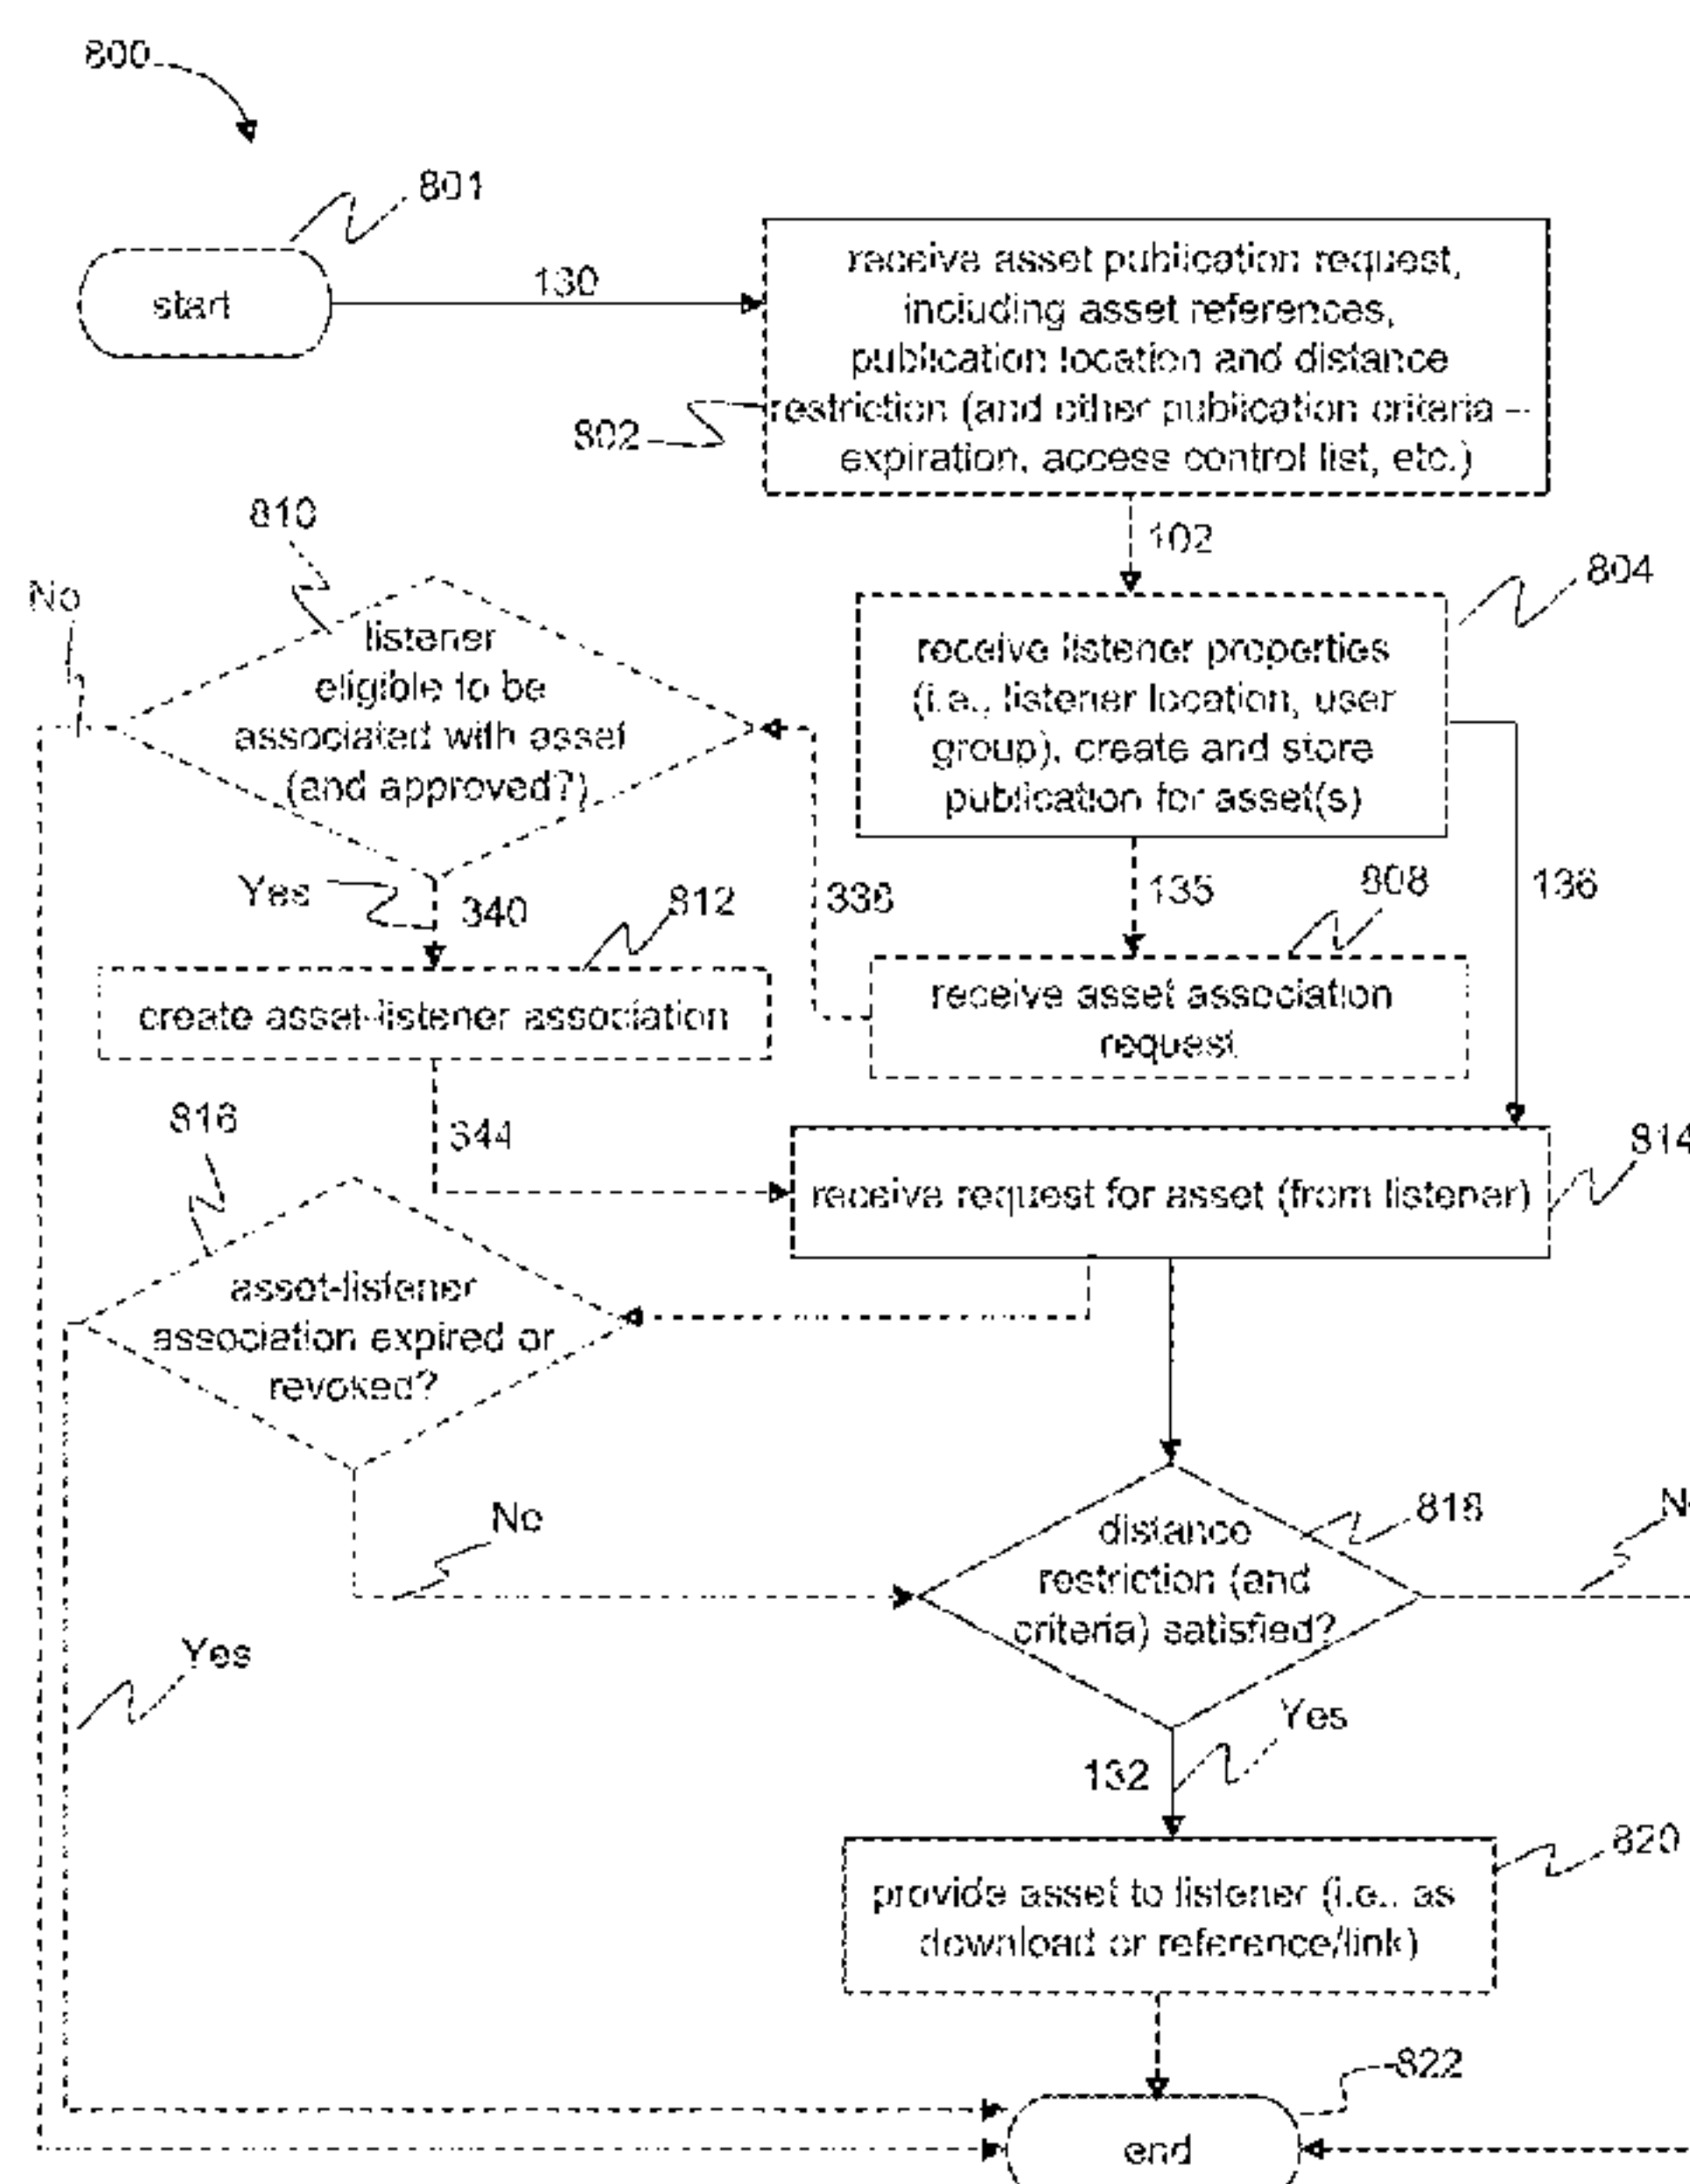 800
801
start
130
receive asset publication request,
including asset references,
publication location and distance
restriction (and other publication criteria –
expiration, access control list, etc.)
802
102
804
receive listener properties
(i.e., listener location, user
group), create and store
publication for asset(s)
810
No
listener
eligible to be
associated with asset
(and approved?)
Yes
340
812
create asset-listener association
135
136
808
receive asset association
request
344
814
receive request for asset (from listener)
816
asset-listener
association expired or
revoked?
No
Yes
818
distance
restriction (and
criteria) satisfied?
Yes
132
820
provide asset to listener (i.e., as
download or reference/link)
822
end